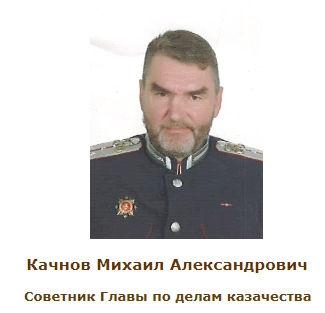 Качнов Михаил Александрович
Советник Главы по делам казачества